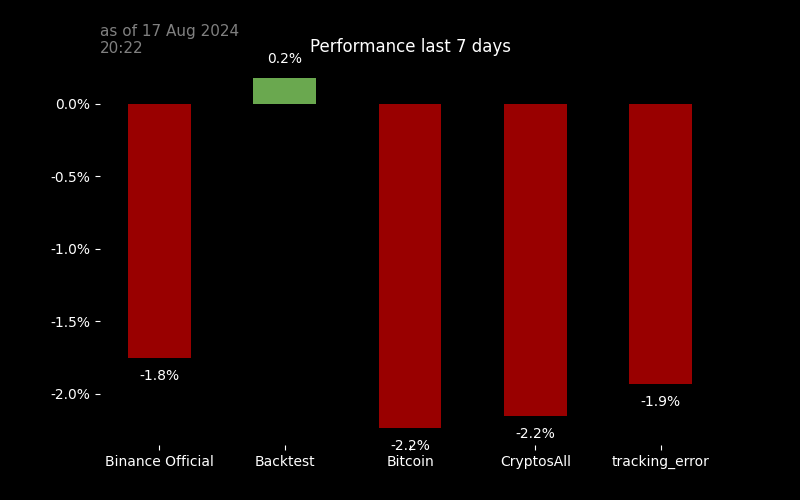 as of 17 Aug 2024
20:22
Performance last 7 days
0.2%
0.0%
-0.5%
-1.0%
-1.5%
-2.0%
-1.8%
-2.2%
-2.2%
-1.9%
Binance Official
Backtest
Bitcoin
CryptosAll
tracking_error